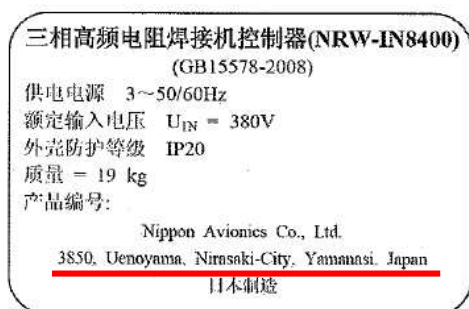 三相高频电阻焊接机控制器(NRW-IN8400)
(GB15578-2008)
供电电源 3～50/60Hz
额定输入电压 UIN = 380V
外壳防护等级 IP20
质量 = 19 kg
产品编号:
Nippon Avionics Co., Ltd.
3850, Uenoyama, Nirasaki-City, Yamanasi. Japan
日本制造